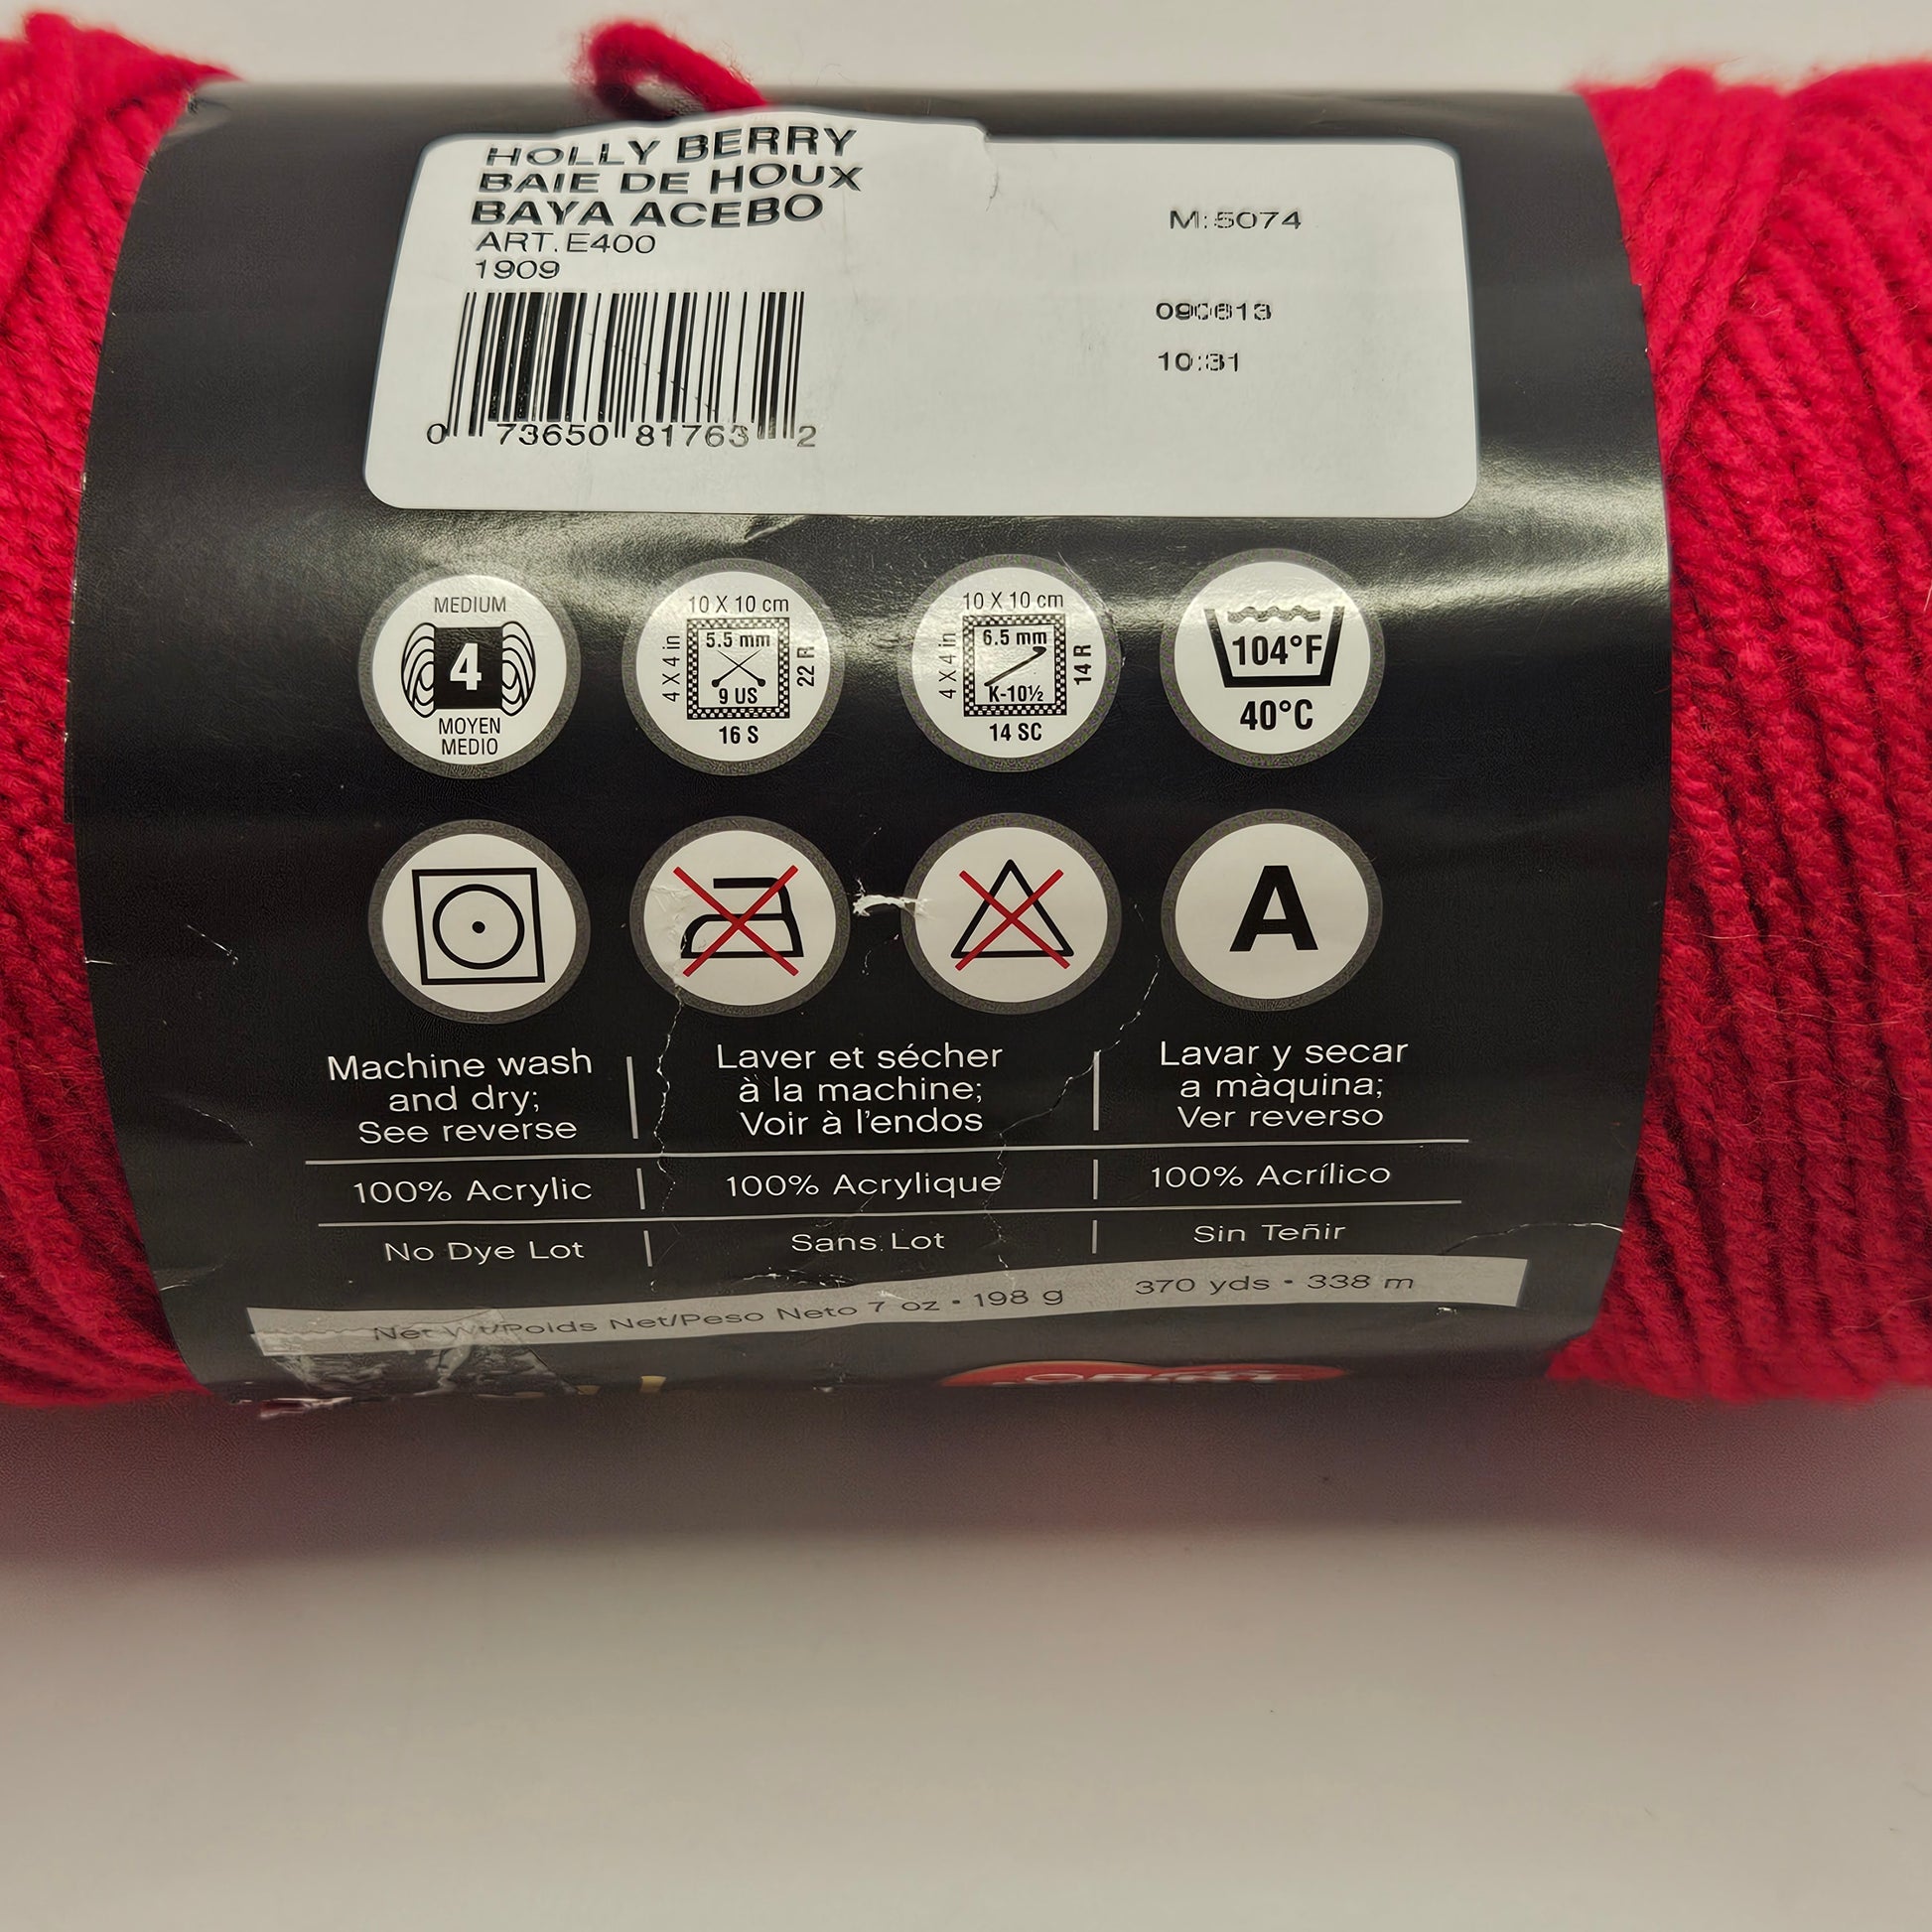 HOLLY BERRY
BAIE DE HOUX
BAYA ACEBO
ART. E400
1909
M: 5074
10:31
0 73650 81763 2
MEDIUM
4
MOYEN
MEDIO
10 X 10 cm
4 X 4 in
5.5 mm
9 US
22 R
16 S
10 X 10 cm
4 X 4 in
6.5 mm
K-10½
14 R
14 SC
104°F
40°C
A
Machine wash
and dry;
See reverse
Laver et sécher
à la machine;
Voir à l'endos
Lavar y secar
a màquina;
Ver reverso
100% Acrylic
100% Acrylique
100% Acrílico
No Dye Lot
Sans Lot
Sin Teñir
Net Wt/Poids Net/Peso Neto 7 oz • 198 g 370 yds • 338 m